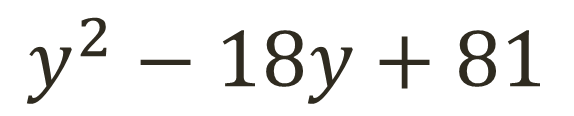 y² − 18y + 81